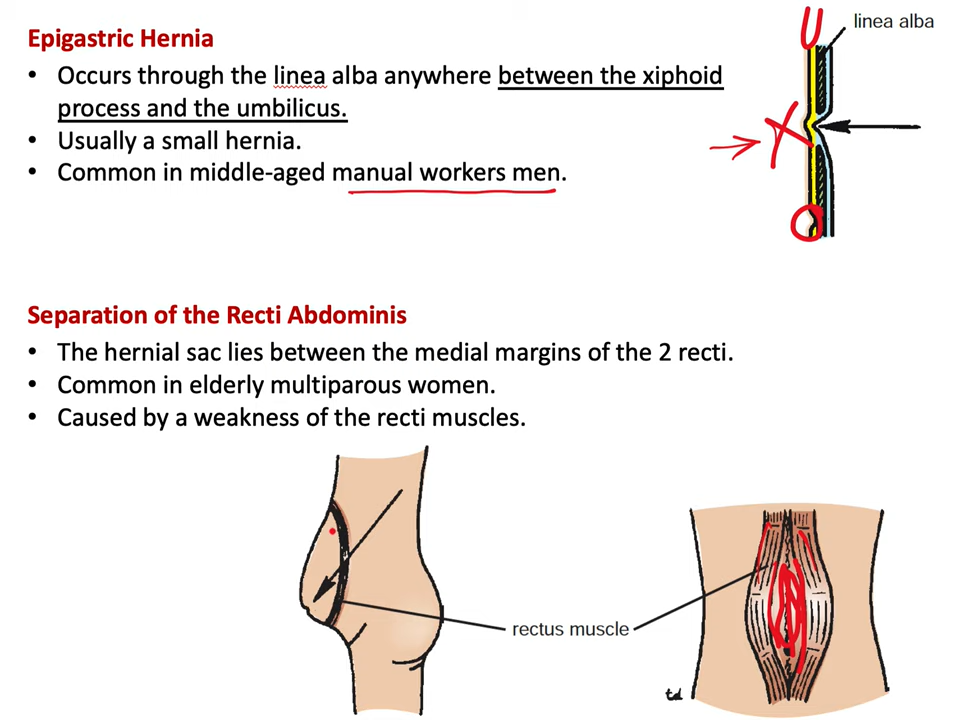 Epigastric Hernia
• Occurs through the linea alba anywhere between the xiphoid
process and the umbilicus.
• Usually a small hernia.
• Common in middle-aged manual workers men.
linea alba
Separation of the Recti Abdominis
• The hernial sac lies between the medial margins of the 2 recti.
• Common in elderly multiparous women.
• Caused by a weakness of the recti muscles.
rectus muscle
td